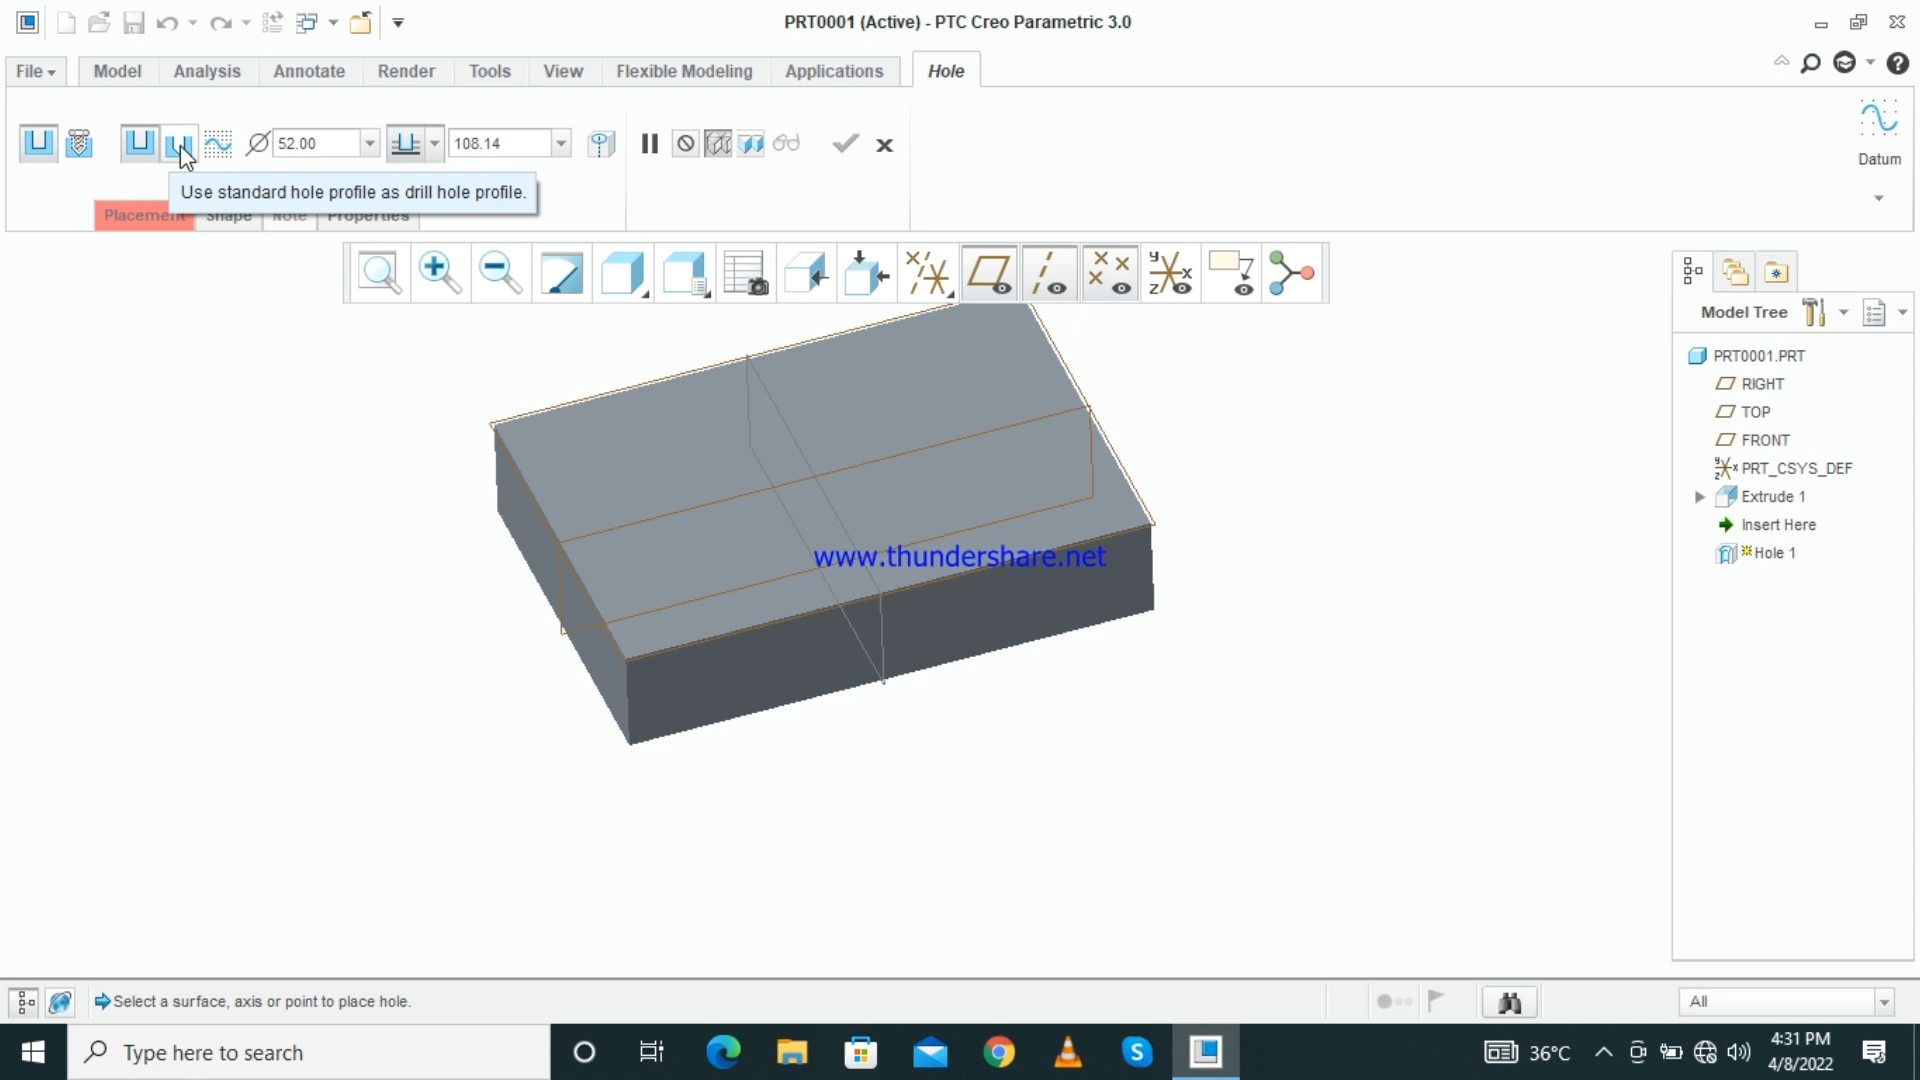 PRT0001 (Active) - PTC Creo Parametric 3.0
File Model Analysis Annotate Render Tools View Flexible Modeling Applications Hole
52.00 108.14
Datum
Use standard hole profile as drill hole profile.
Placement Shape Note Properties
Model Tree
PRT0001.PRT
RIGHT
TOP
FRONT
PRT_CSYS_DEF
Extrude 1
Insert Here
Hole 1
www.thundershare.net
Select a surface, axis or point to place hole.
All
Type here to search
36°C
4:31 PM
4/8/2022